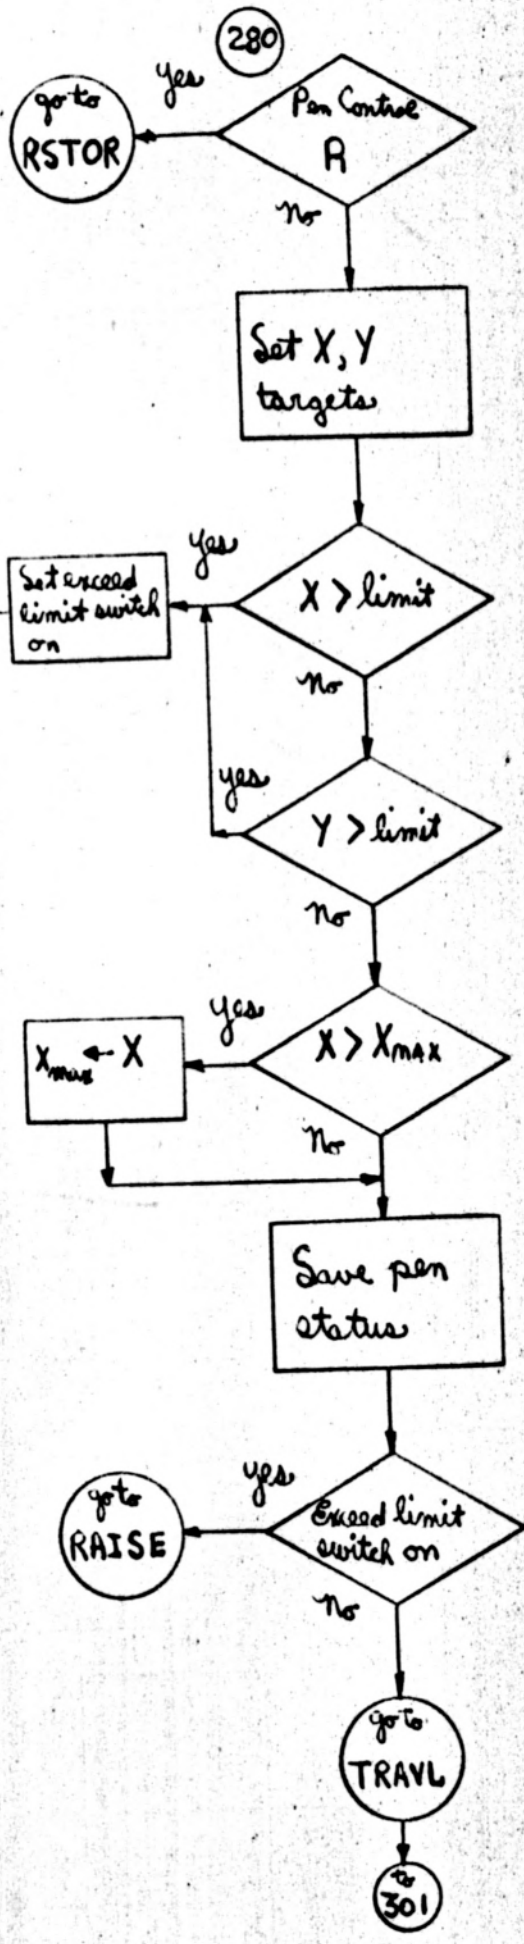 280
Pen Control
R
Yes
go to
RSTOR
No
Set X, Y
targets
X > limit
Yes
Set exceed
limit switch
on
No
Y > limit
yes
No
X > XMAX
Yes
Xmax ← X
No
Save pen
status
Exceed limit
switch on
yes
go to
RAISE
No
go to
TRAVL
to
301